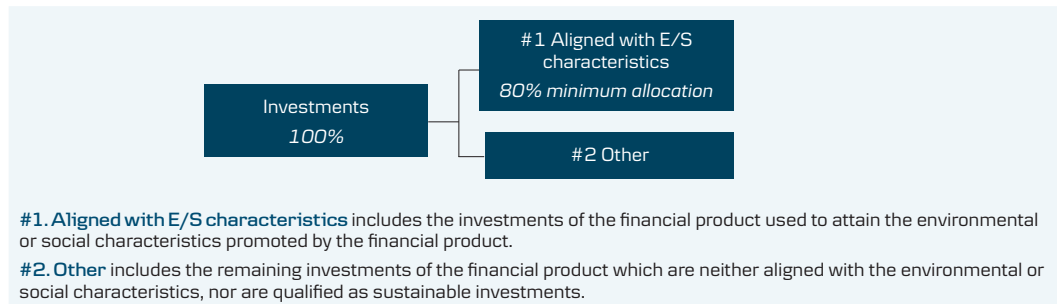 #1 Aligned with E/S
characteristics
80% minimum allocation
Investments
100%
#2 Other
#1. Aligned with E/S characteristics includes the investments of the financial product used to attain the environmental
or social characteristics promoted by the financial product.
#2. Other includes the remaining investments of the financial product which are neither aligned with the environmental or
social characteristics, nor are qualified as sustainable investments.